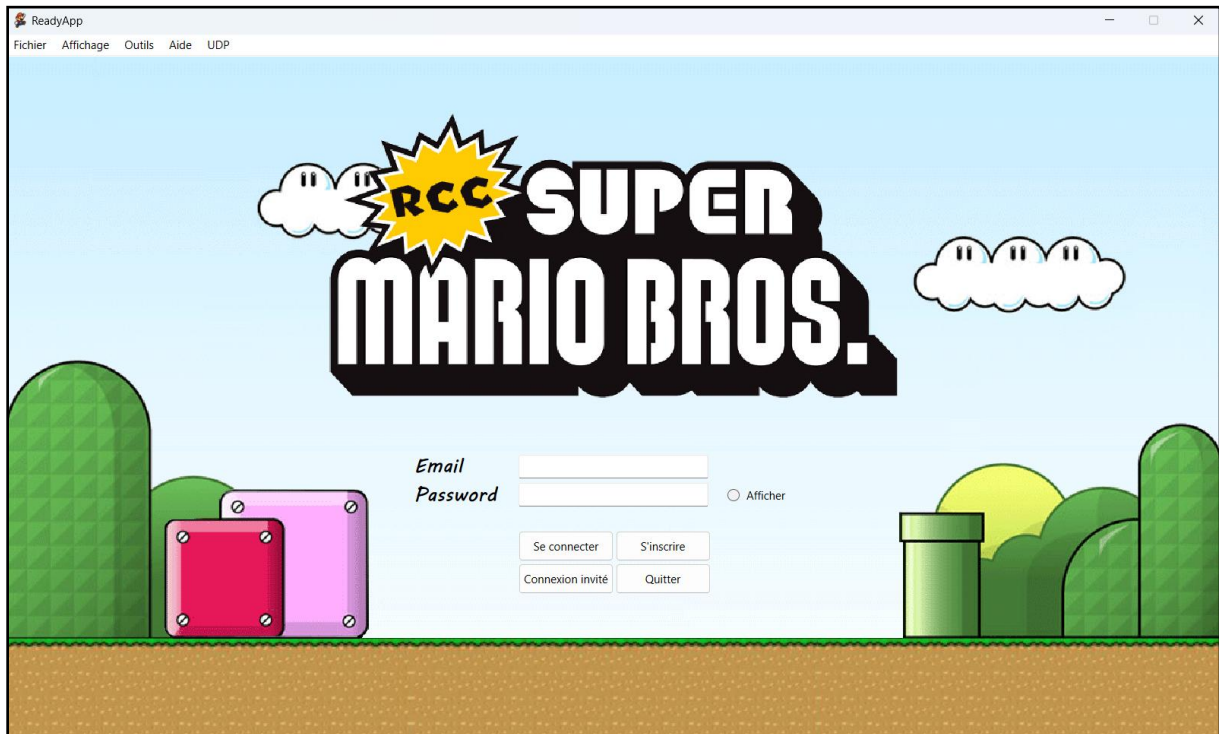 ReadyApp
Fichier Affichage Outils Aide UDP
RCC SUPER
MARIO BROS.
Email
Password Afficher
Se connecter S'inscrire
Connexion invité Quitter